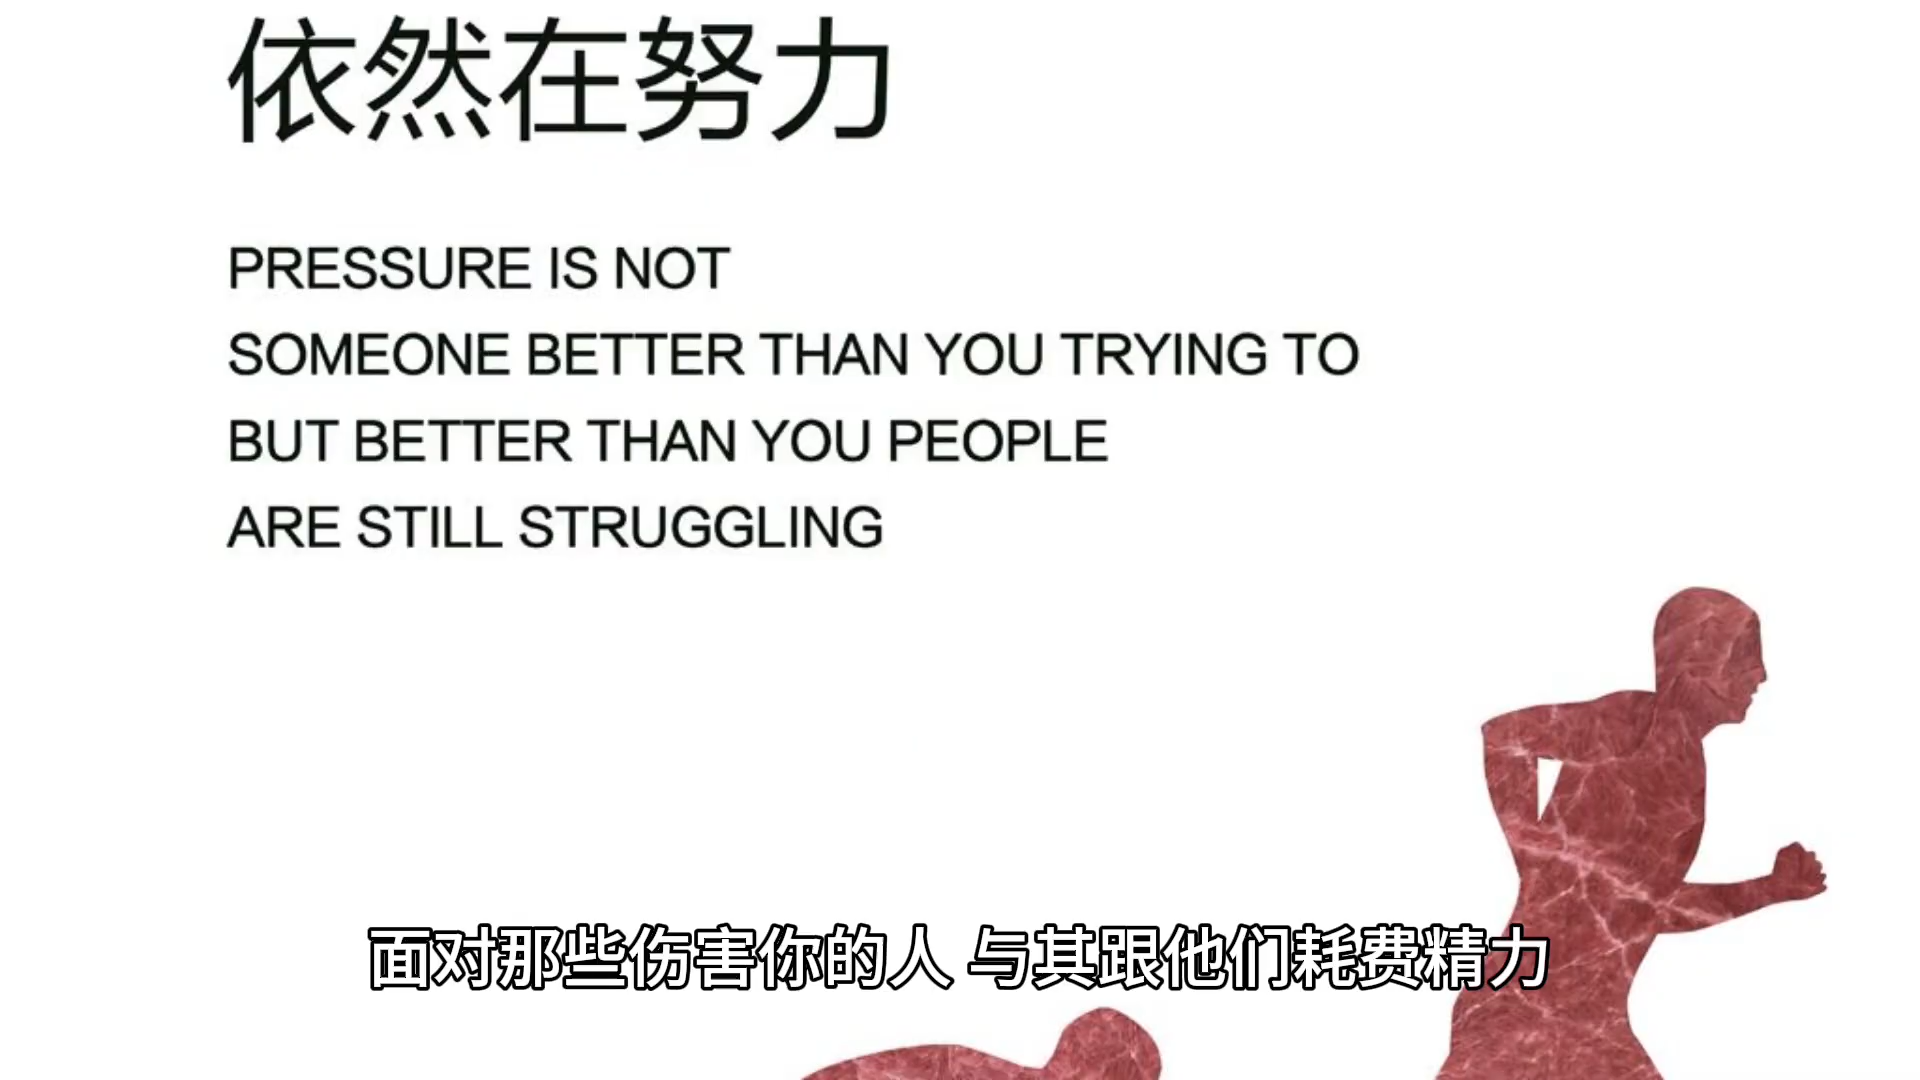 依然在努力
PRESSURE IS NOT
SOMEONE BETTER THAN YOU TRYING TO
BUT BETTER THAN YOU PEOPLE
ARE STILL STRUGGLING
面对那些伤害你的人 与其跟他们耗费精力